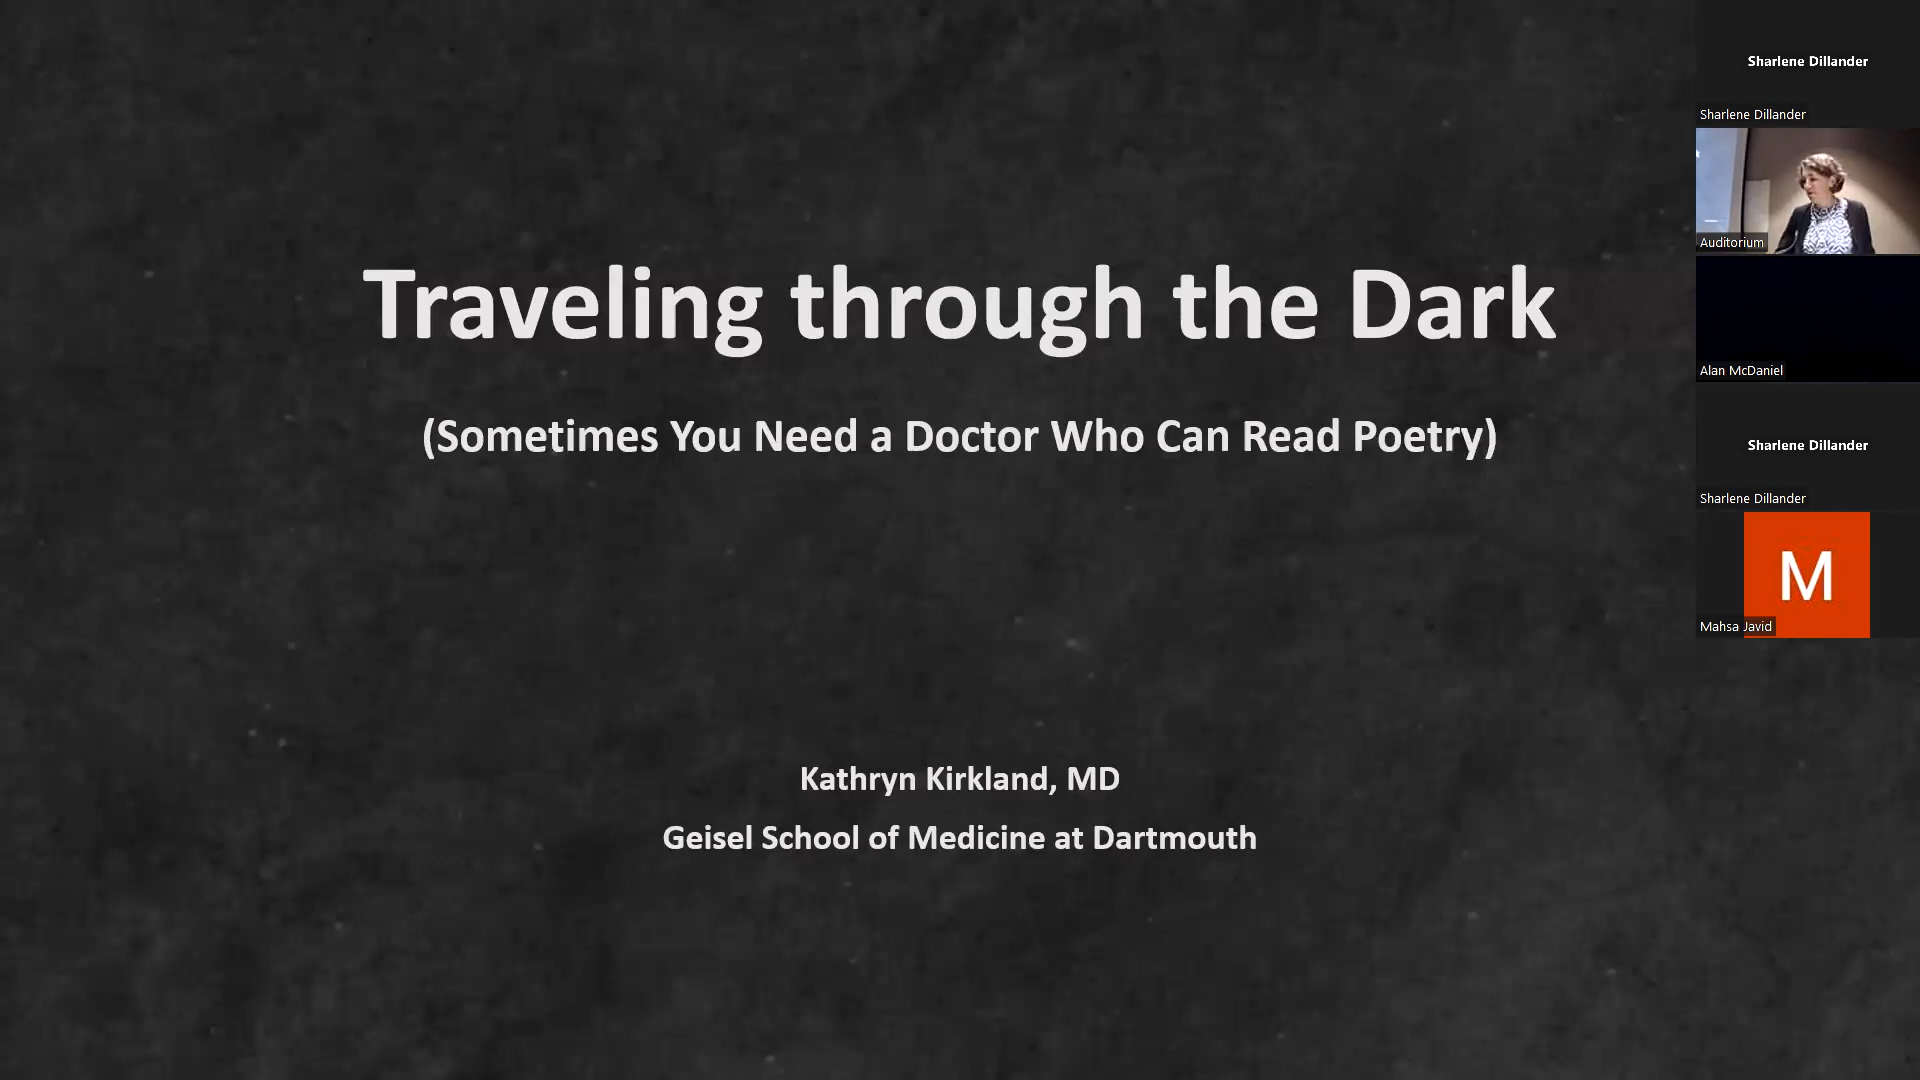 Traveling through the Dark
(Sometimes You Need a Doctor Who Can Read Poetry)
Kathryn Kirkland, MD
Geisel School of Medicine at Dartmouth
Sharlene Dillander
Sharlene Dillander
Auditorium
Alan McDaniel
Sharlene Dillander
Sharlene Dillander
M
Mahsa Javid